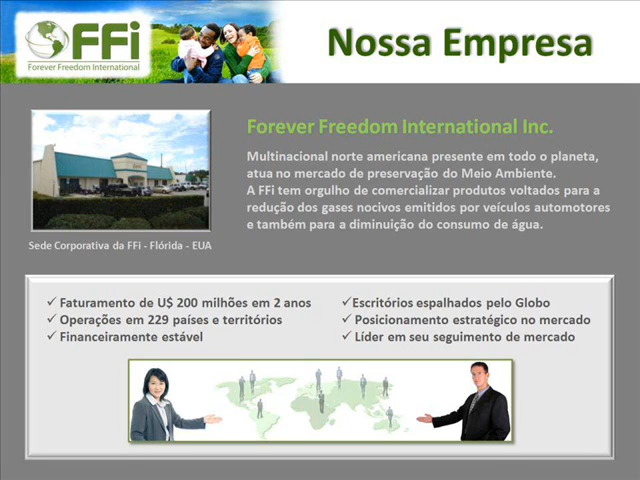 FFi
Forever Freedom International
Nossa Empresa
Forever Freedom International Inc.
Multinacional norte americana presente em todo o planeta,
atua no mercado de preservação do Meio Ambiente.
A FFi tem orgulho de comercializar produtos voltados para a
redução dos gases nocivos emitidos por veículos automotores
e também para a diminuição do consumo de água.
Sede Corporativa da FFi - Flórida - EUA
✓ Faturamento de U$ 200 milhões em 2 anos
✓ Operações em 229 países e territórios
✓ Financeiramente estável
✓Escritórios espalhados pelo Globo
✓ Posicionamento estratégico no mercado
✓ Líder em seu seguimento de mercado